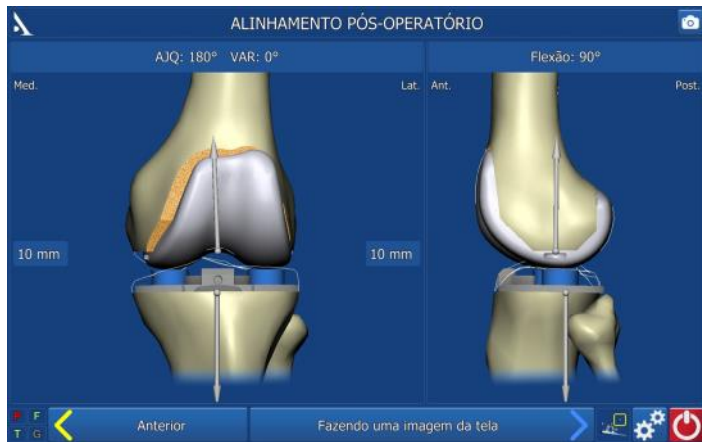 ALINHAMENTO PÓS-OPERATÓRIO
AJQ: 180° VAR: 0°
Flexão: 90°
Med.
Lat.
Ant.
Post.
10 mm
10 mm
P F
T G
Anterior
Fazendo uma imagem da tela